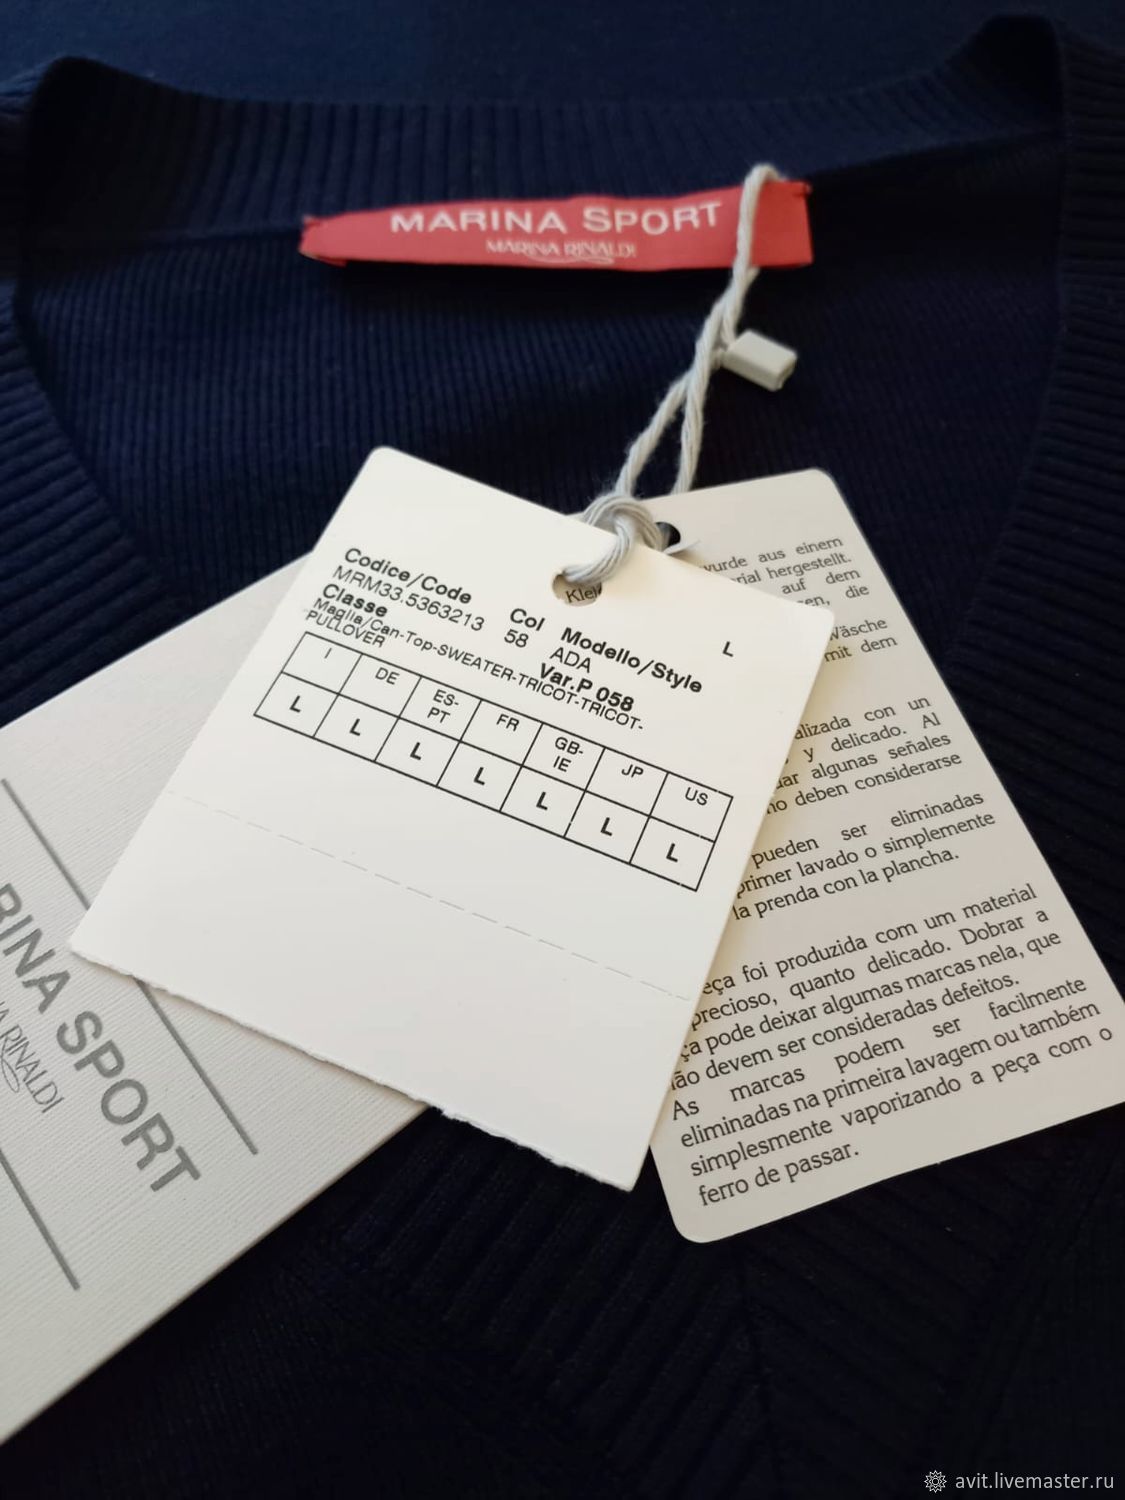 MARINA SPORT
MARINA RINALDI
Codice/Code
MRM33.5363213
Col
58
Modello/Style
ADA
L
Classe
Var.P 058
Maglia/Can-Top-SWEATER-TRICOT-TRICOT-
PULLOVER
I DE ES-PT FR GB-IE JP US
L L L L L L L
wurde aus einem
hergestellt.
auf dem
die
Wäsche
mit dem
con un
y delicado. Al
algunas señales
no deben considerarse
pueden ser eliminadas
primer lavado o simplemente
la prenda con la plancha.
foi produzida com um material
precioso, quanto delicado. Dobrar a
pode deixar algumas marcas nela, que
não devem ser consideradas defeitos.
As marcas podem ser facilmente
eliminadas na primeira lavagem ou também
simplesmente vaporizando a peça com o
ferro de passar.
SPORT
RINALDI
avit.livemaster.ru